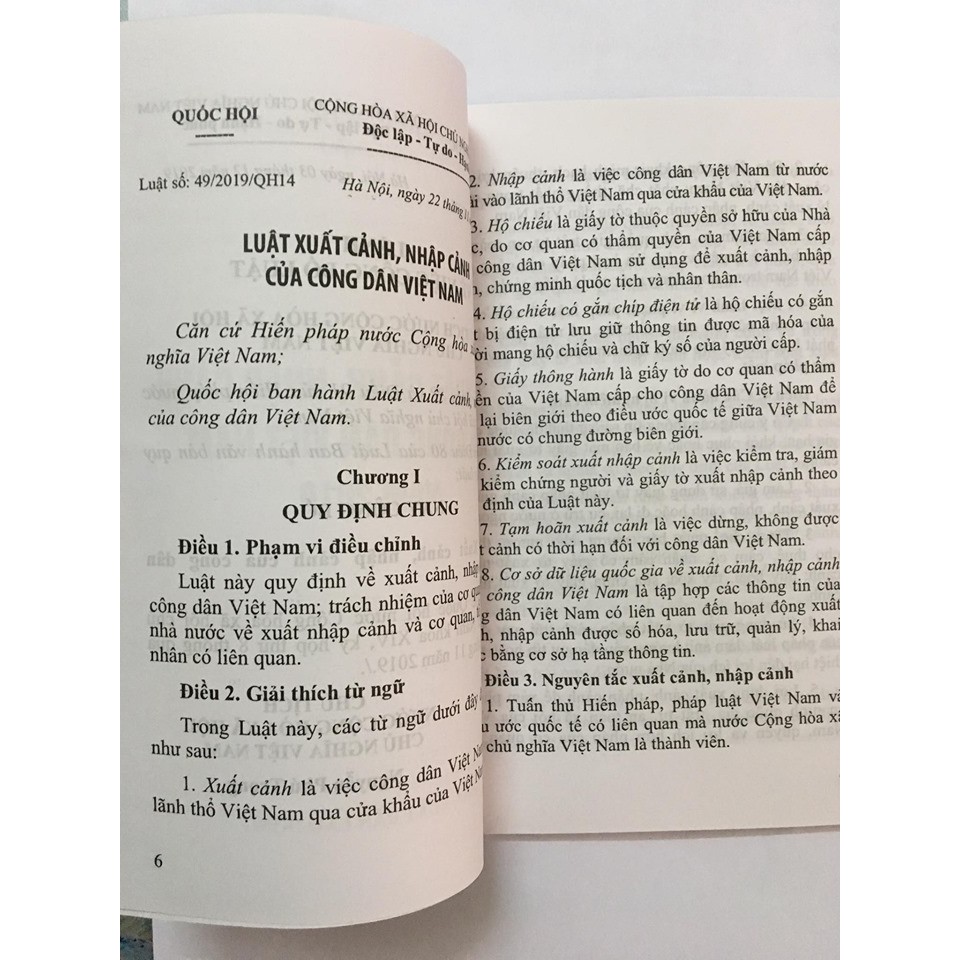 QUỐC HỘI
CỘNG HÒA XÃ HỘI CHỦ
Độc lập - Tự do -
Luật số: 49/2019/QH14
Hà Nội, ngày 22 tháng
LUẬT XUẤT CẢNH, NHẬP CẢNH
CỦA CÔNG DÂN VIỆT NAM
Căn cứ Hiến pháp nước Cộng hòa
nghĩa Việt Nam;
Quốc hội ban hành Luật Xuất cảnh,
của công dân Việt Nam.
Chương I
QUY ĐỊNH CHUNG
Điều 1. Phạm vi điều chỉnh
Luật này quy định về xuất cảnh, nhập
công dân Việt Nam; trách nhiệm của cơ
nhà nước về xuất nhập cảnh và cơ quan,
nhân có liên quan.
Điều 2. Giải thích từ ngữ
Trong Luật này, các từ ngữ dưới đây
như sau:
1. Xuất cảnh là việc công dân Việt
lãnh thổ Việt Nam qua cửa khẩu của Việt
6
2. Nhập cảnh là việc công dân Việt Nam từ nước
vào lãnh thổ Việt Nam qua cửa khẩu của Việt Nam.
3. Hộ chiếu là giấy tờ thuộc quyền sở hữu của Nhà
do cơ quan có thẩm quyền của Việt Nam cấp
công dân Việt Nam sử dụng để xuất cảnh, nhập
chứng minh quốc tịch và nhân thân.
4. Hộ chiếu có gắn chíp điện tử là hộ chiếu có gắn
bị điện tử lưu giữ thông tin được mã hóa của
mang hộ chiếu và chữ ký số của người cấp.
5. Giấy thông hành là giấy tờ do cơ quan có thẩm
của Việt Nam cấp cho công dân Việt Nam để
lại biên giới theo điều ước quốc tế giữa Việt Nam
nước có chung đường biên giới.
6. Kiểm soát xuất nhập cảnh là việc kiểm tra, giám
kiểm chứng người và giấy tờ xuất nhập cảnh theo
định của Luật này.
7. Tạm hoãn xuất cảnh là việc dừng, không được
cảnh có thời hạn đối với công dân Việt Nam.
8. Cơ sở dữ liệu quốc gia về xuất cảnh, nhập cảnh
công dân Việt Nam là tập hợp các thông tin của
dân Việt Nam có liên quan đến hoạt động xuất
nhập cảnh được số hóa, lưu trữ, quản lý, khai
bằng cơ sở hạ tầng thông tin.
Điều 3. Nguyên tắc xuất cảnh, nhập cảnh
1. Tuân thủ Hiến pháp, pháp luật Việt Nam và
ước quốc tế có liên quan mà nước Cộng hòa xã
chủ nghĩa Việt Nam là thành viên.